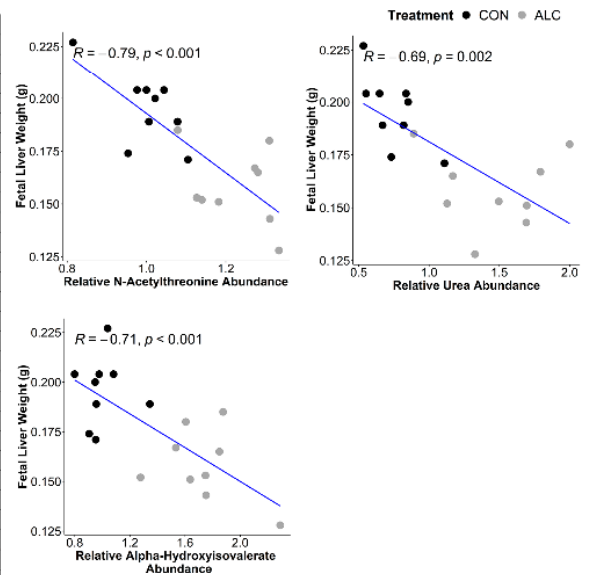 Treatment CON ALC
R = −0.79, p < 0.001
0.225
0.200
0.175
0.150
0.125
Fetal Liver Weight (g)
0.8 1.0 1.2
Relative N-Acetylthreonine Abundance
R = −0.69, p = 0.002
0.225
0.200
0.175
0.150
0.125
Fetal Liver Weight (g)
0.5 1.0 1.5 2.0
Relative Urea Abundance
R = −0.71, p < 0.001
0.225
0.200
0.175
0.150
0.125
Fetal Liver Weight (g)
0.8 1.2 1.6 2.0
Relative Alpha-Hydroxyisovalerate
Abundance